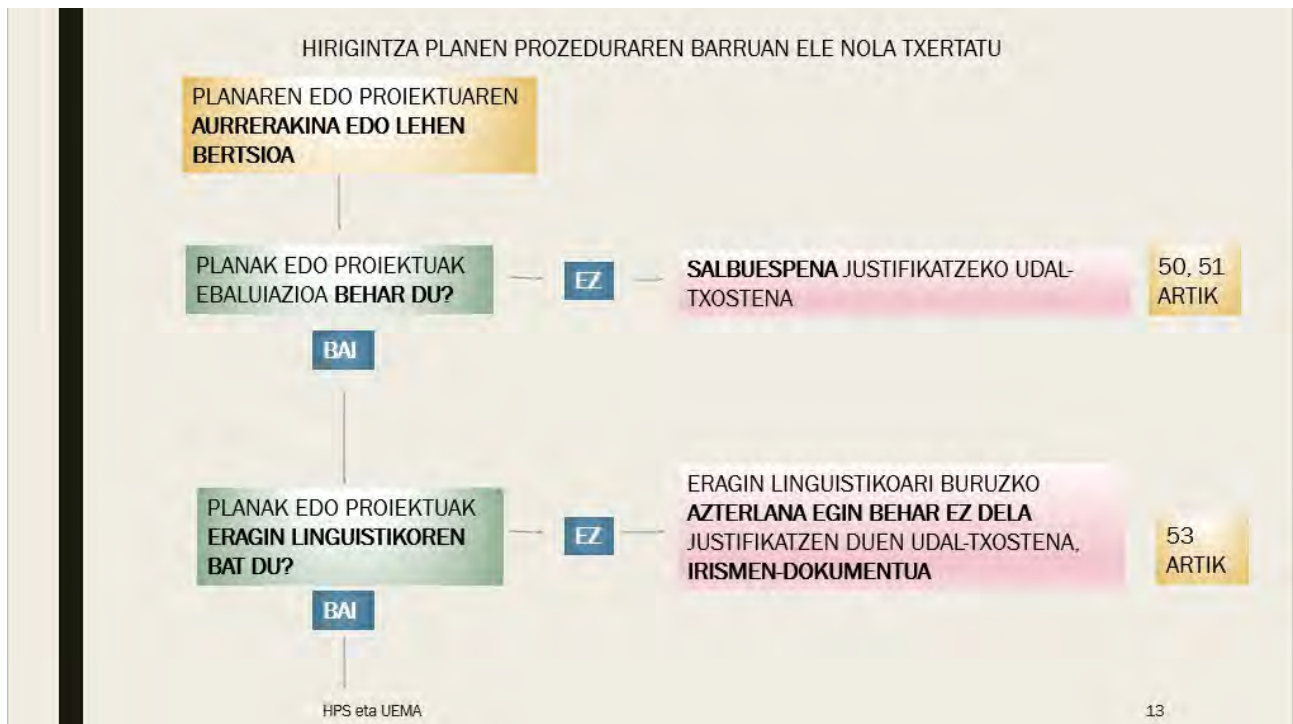 HIRIGINTZA PLANEN PROZEDURAREN BARRUAN ELE NOLA TXERTATU
PLANAREN EDO PROIEKTUAREN
AURRERAKINA EDO LEHEN
BERTSIOA
PLANAK EDO PROIEKTUAK
EBALUIAZIOA BEHAR DU?
EZ
SALBUESPENA JUSTIFIKATZEKO UDAL-
TXOSTENA
50, 51
ARTIK
BAI
PLANAK EDO PROIEKTUAK
ERAGIN LINGUISTIKOREN
BAT DU?
EZ
ERAGIN LINGUISTIKOARI BURUZKO
AZTERLANA EGIN BEHAR EZ DELA
JUSTIFIKATZEN DUEN UDAL-TXOSTENA,
IRISMEN-DOKUMENTUA
53
ARTIK
BAI
HPS eta UEMA
13